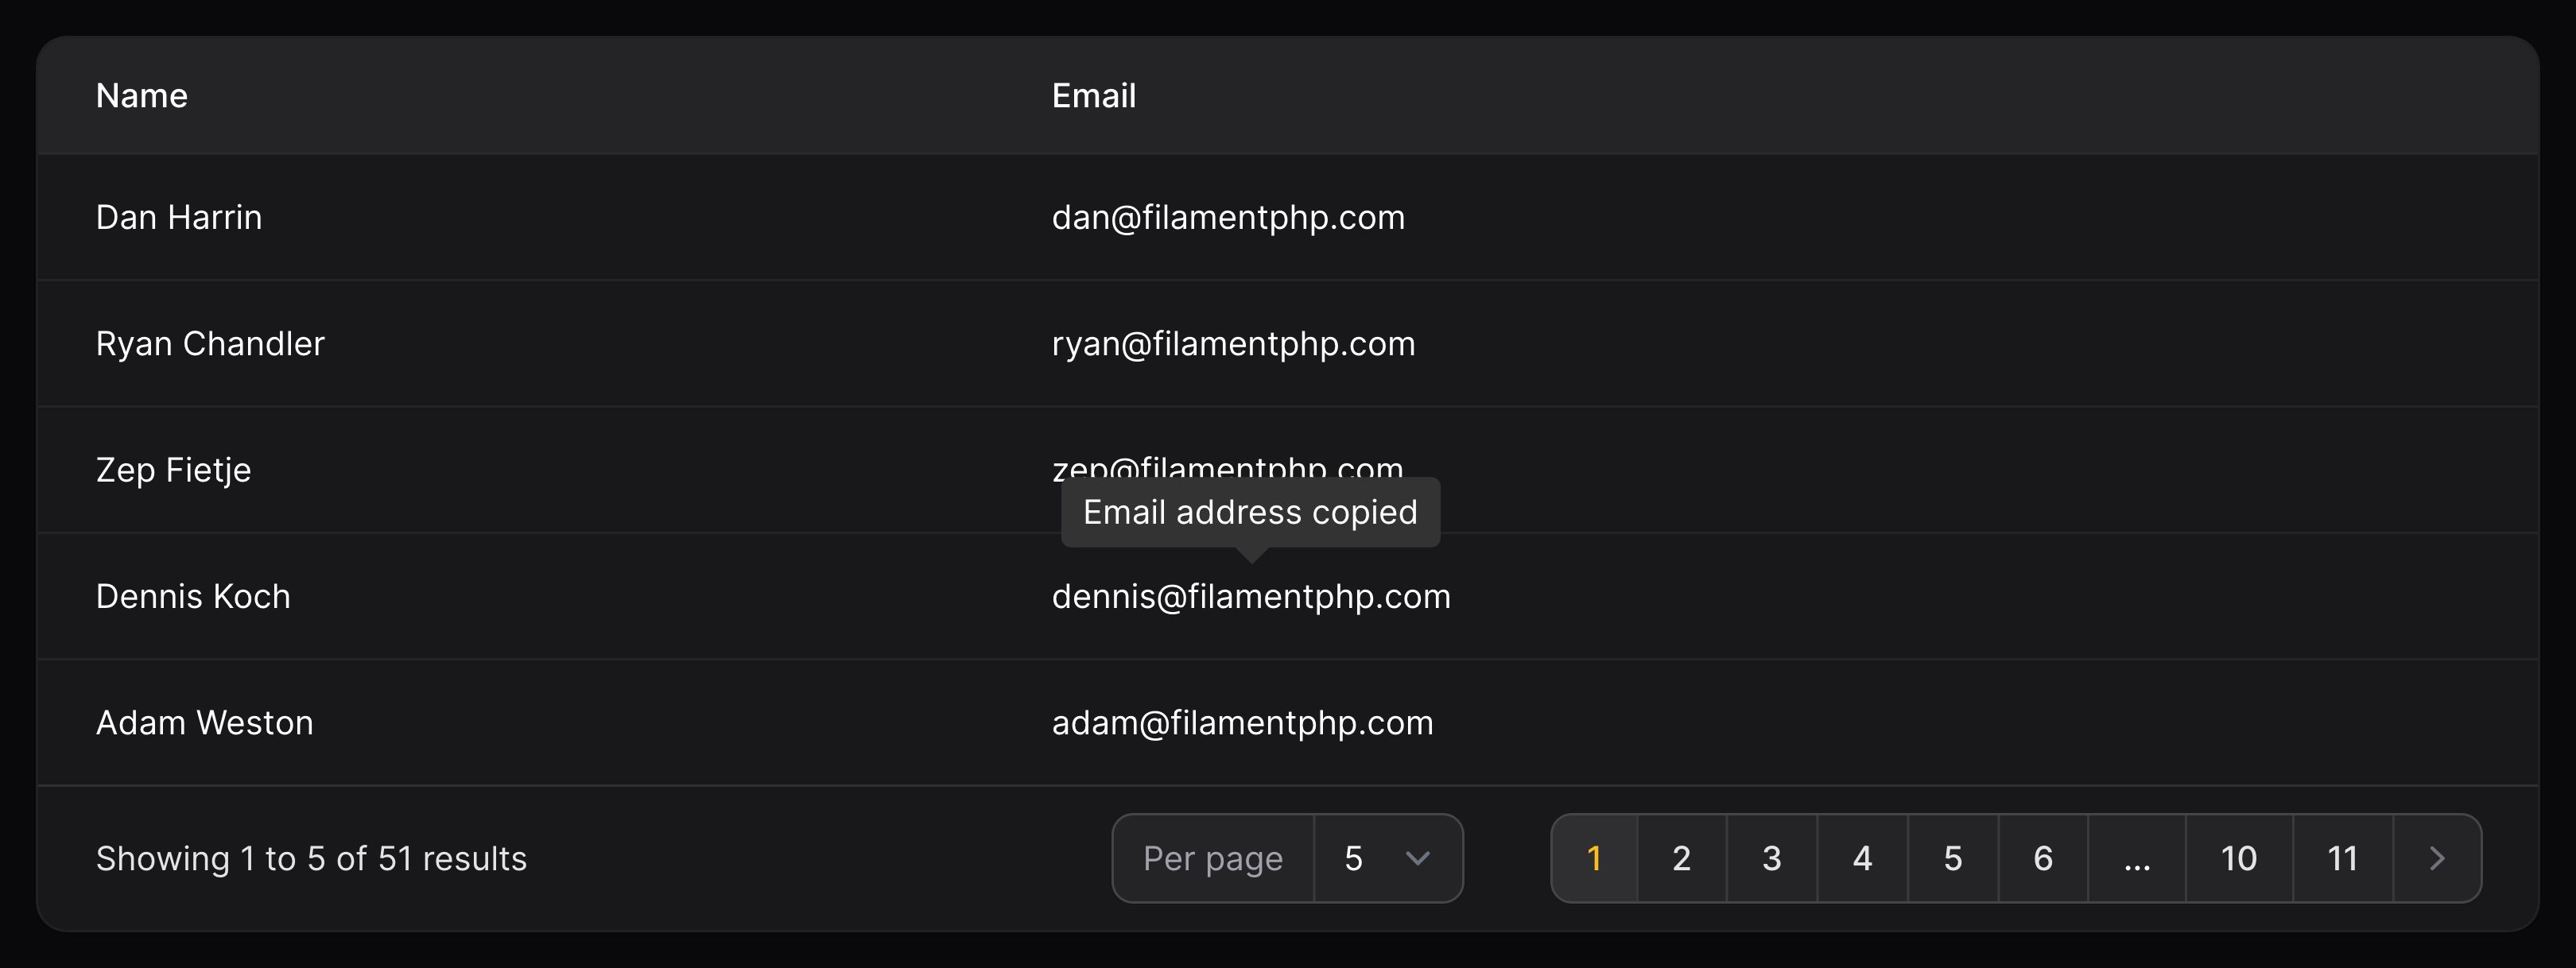 Name Email
Dan Harrin dan@filamentphp.com
Ryan Chandler ryan@filamentphp.com
Zep Fietje zep@filamentphp.com
Email address copied
Dennis Koch dennis@filamentphp.com
Adam Weston adam@filamentphp.com
Showing 1 to 5 of 51 results Per page 5 1 2 3 4 5 6 ... 10 11